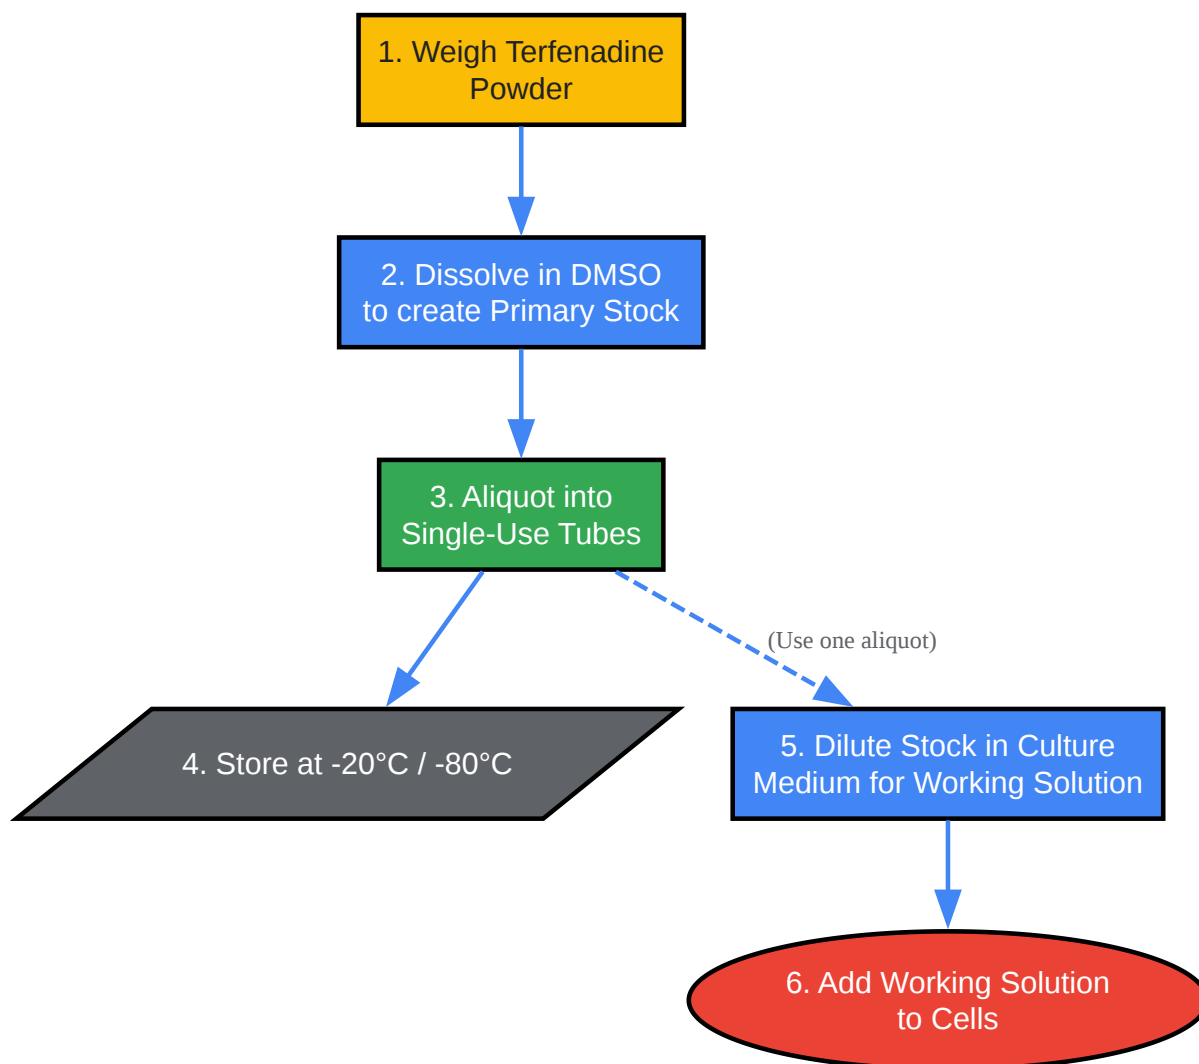 1. Weigh Terfenadine
Powder
2. Dissolve in DMSO
to create Primary Stock
3. Aliquot into
Single-Use Tubes
(Use one aliquot)
4. Store at -20°C / -80°C
5. Dilute Stock in Culture
Medium for Working Solution
6. Add Working Solution
to Cells